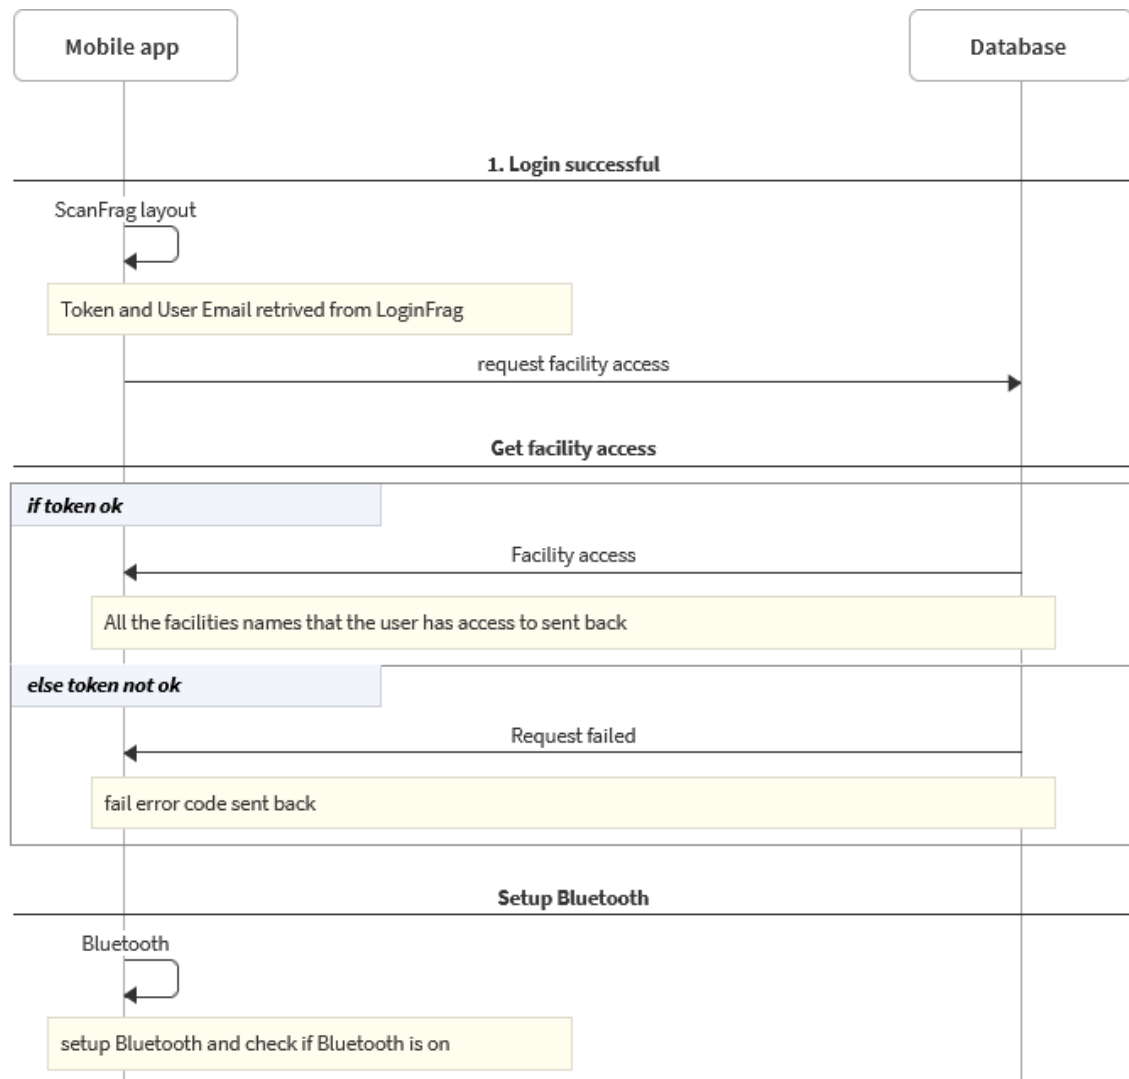 Mobile app
Database
1. Login successful
ScanFrag layout
Token and User Email retrived from LoginFrag
request facility access
Get facility access
if token ok
Facility access
All the facilities names that the user has access to sent back
else token not ok
Request failed
fail error code sent back
Setup Bluetooth
Bluetooth
setup Bluetooth and check if Bluetooth is on